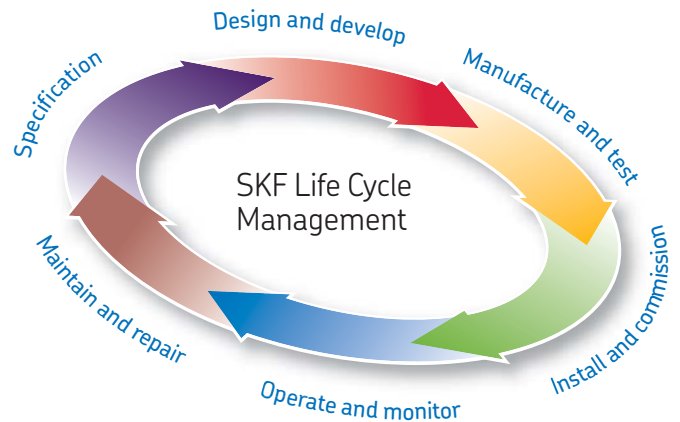 Design and develop
Manufacture and test
Specification
SKF Life Cycle
Management
Install and commission
Maintain and repair
Operate and monitor